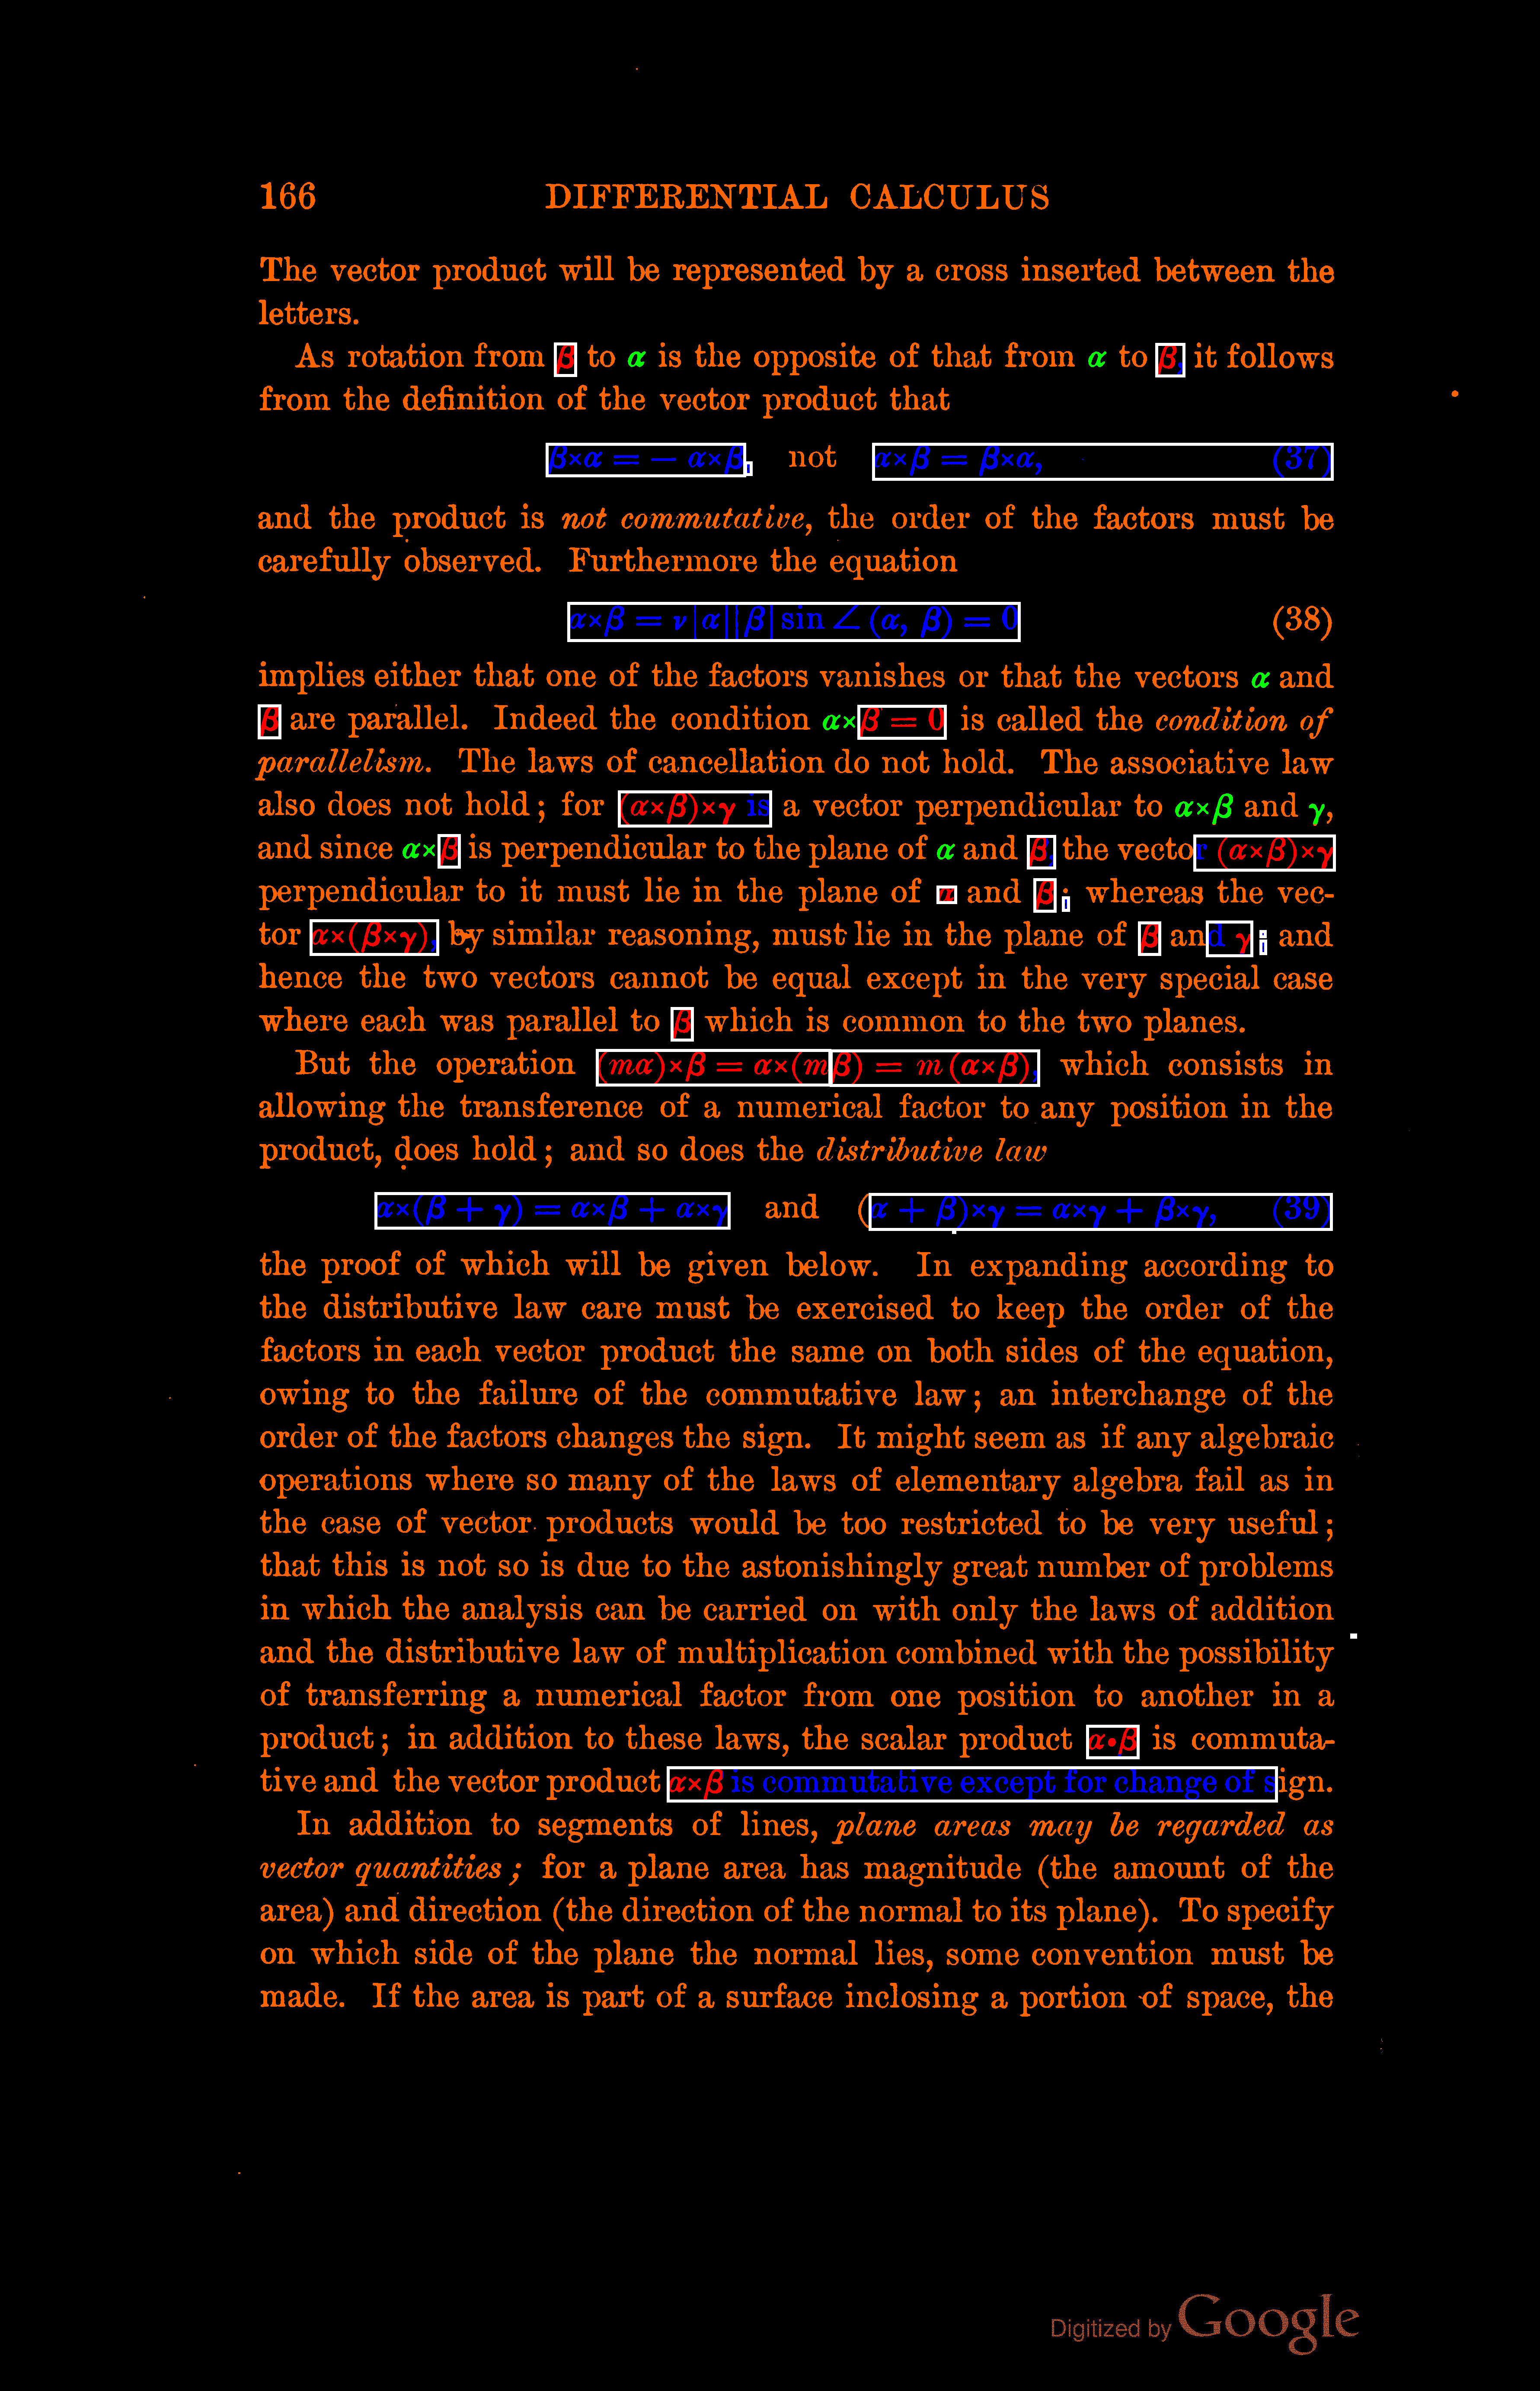 166 DIFFERENTIAL CALCULUS
The vector product will be represented by a cross inserted between the
letters.
As rotation from β to α is the opposite of that from α to β, it follows
from the definition of the vector product that
β×α = − α×β, not α×β = β×α, (37)
and the product is not commutative, the order of the factors must be
carefully observed. Furthermore the equation
α×β = ν|α||β| sin ∠ (α, β) = 0 (38)
implies either that one of the factors vanishes or that the vectors α and
β are parallel. Indeed the condition α×β = 0 is called the condition of
parallelism. The laws of cancellation do not hold. The associative law
also does not hold; for (α×β)×γ is a vector perpendicular to α×β and γ,
and since α×β is perpendicular to the plane of α and β, the vector (α×β)×γ
perpendicular to it must lie in the plane of α and β; whereas the vec-
tor α×(β×γ), by similar reasoning, must lie in the plane of β and γ; and
hence the two vectors cannot be equal except in the very special case
where each was parallel to β which is common to the two planes.
But the operation (mα)×β = α×(mβ) = m (α×β), which consists in
allowing the transference of a numerical factor to any position in the
product, does hold; and so does the distributive law
α×(β + γ) = α×β + α×γ and (α + β)×γ = α×γ + β×γ, (39)
the proof of which will be given below. In expanding according to
the distributive law care must be exercised to keep the order of the
factors in each vector product the same on both sides of the equation,
owing to the failure of the commutative law; an interchange of the
order of the factors changes the sign. It might seem as if any algebraic
operations where so many of the laws of elementary algebra fail as in
the case of vector products would be too restricted to be very useful;
that this is not so is due to the astonishingly great number of problems
in which the analysis can be carried on with only the laws of addition
and the distributive law of multiplication combined with the possibility
of transferring a numerical factor from one position to another in a
product; in addition to these laws, the scalar product α•β is commuta-
tive and the vector product α×β is commutative except for change of sign.
In addition to segments of lines, plane areas may be regarded as
vector quantities; for a plane area has magnitude (the amount of the
area) and direction (the direction of the normal to its plane). To specify
on which side of the plane the normal lies, some convention must be
made. If the area is part of a surface inclosing a portion of space, the
Digitized by Google